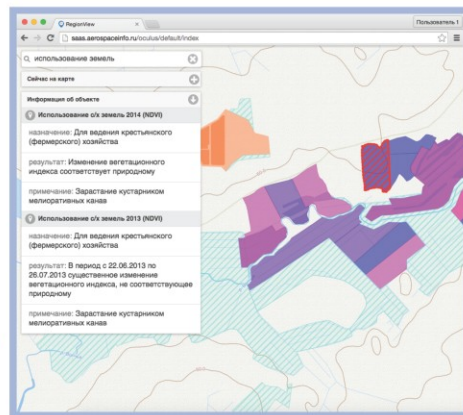 RegionView
Пользователь 1
saas.aerospaceinfo.ru/oculus/default/index
использование земель
Сейчас на карте
Информация об объекте
Использование с/х земель 2014 (NDVI)
назначение: Для ведения крестьянского
(фермерского) хозяйства
результат: Изменение вегетационного
индекса соответствует природному
примечание: Зарастание кустарником
мелиоративных канав
Использование с/х земель 2013 (NDVI)
назначение: Для ведения крестьянского
(фермерского) хозяйства
результат: В период с 22.06.2013 по
26.07.2013 существенное изменение
вегетационного индекса, не соответствующее
природному
примечание: Зарастание кустарником
мелиоративных канав